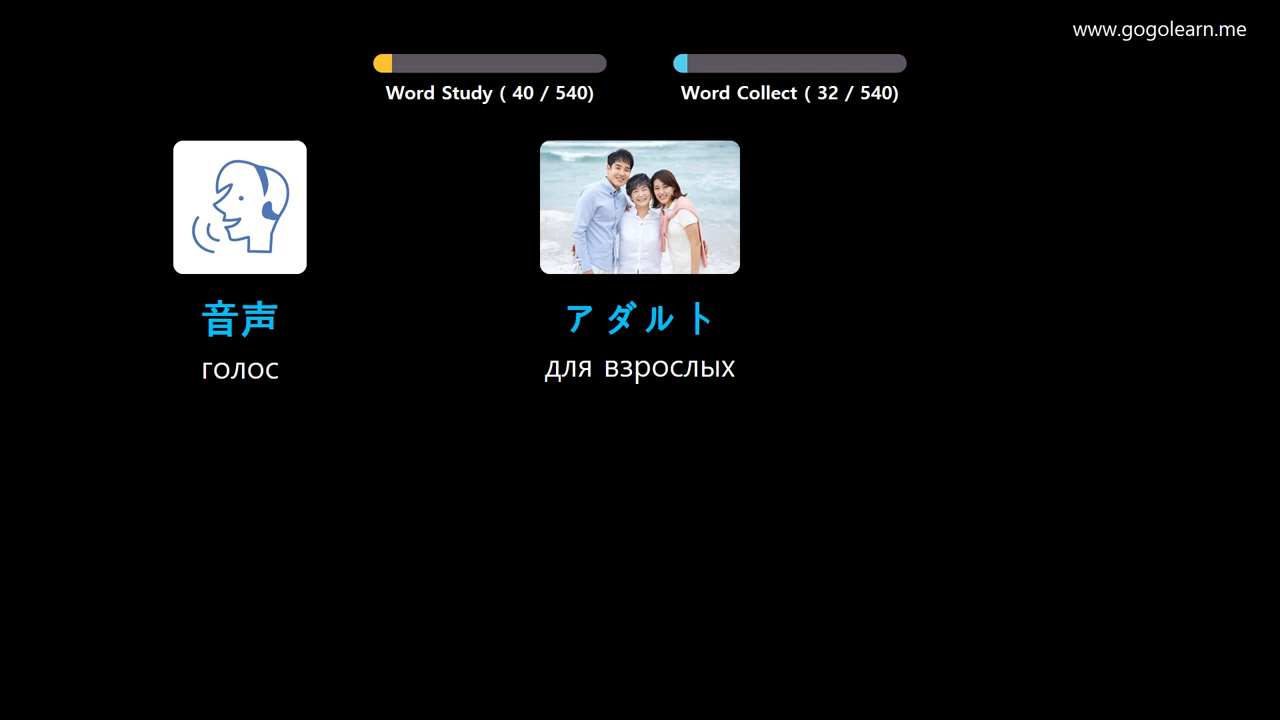 www.gogolearn.me
Word Study ( 40 / 540)
Word Collect ( 32 / 540)
音声
アダルト
голос
для взрослых